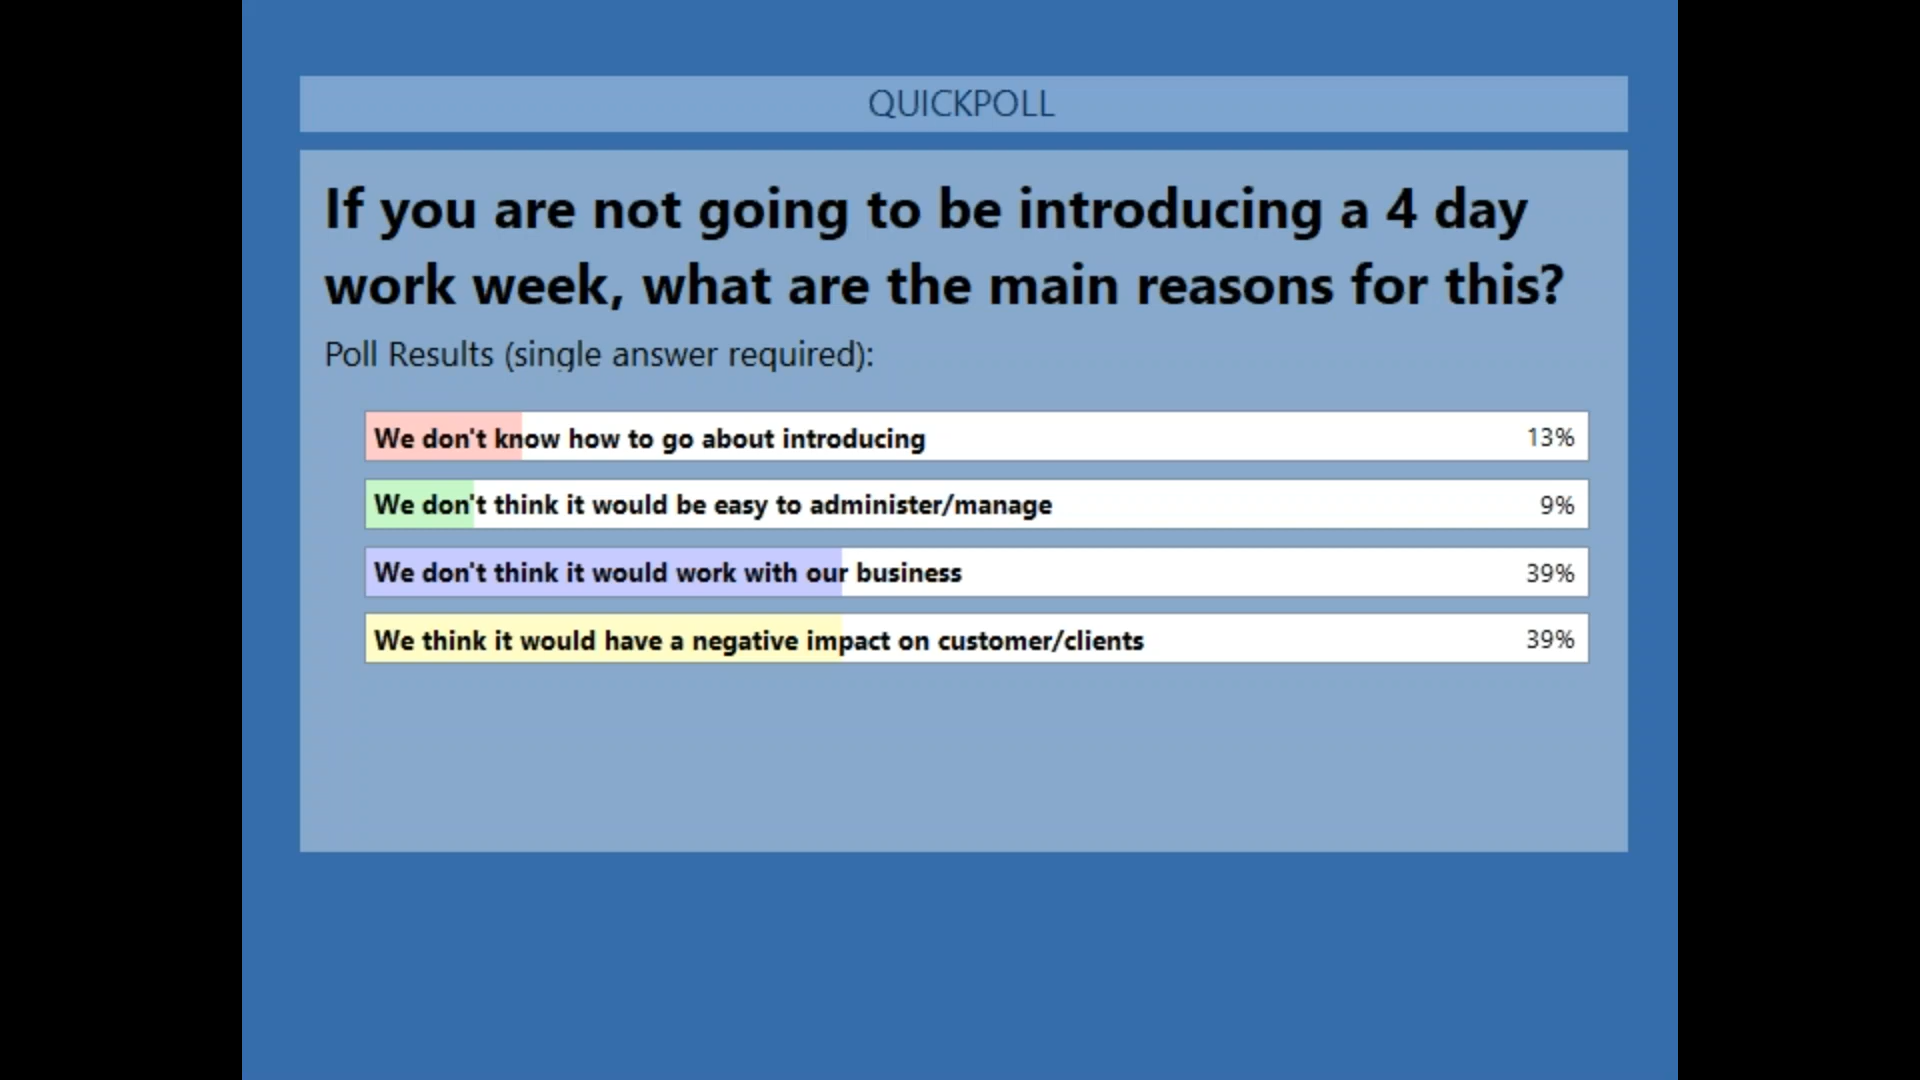 QUICKPOLL
If you are not going to be introducing a 4 day
work week, what are the main reasons for this?
Poll Results (single answer required):
We don't know how to go about introducing 13%
We don't think it would be easy to administer/manage 9%
We don't think it would work with our business 39%
We think it would have a negative impact on customer/clients 39%